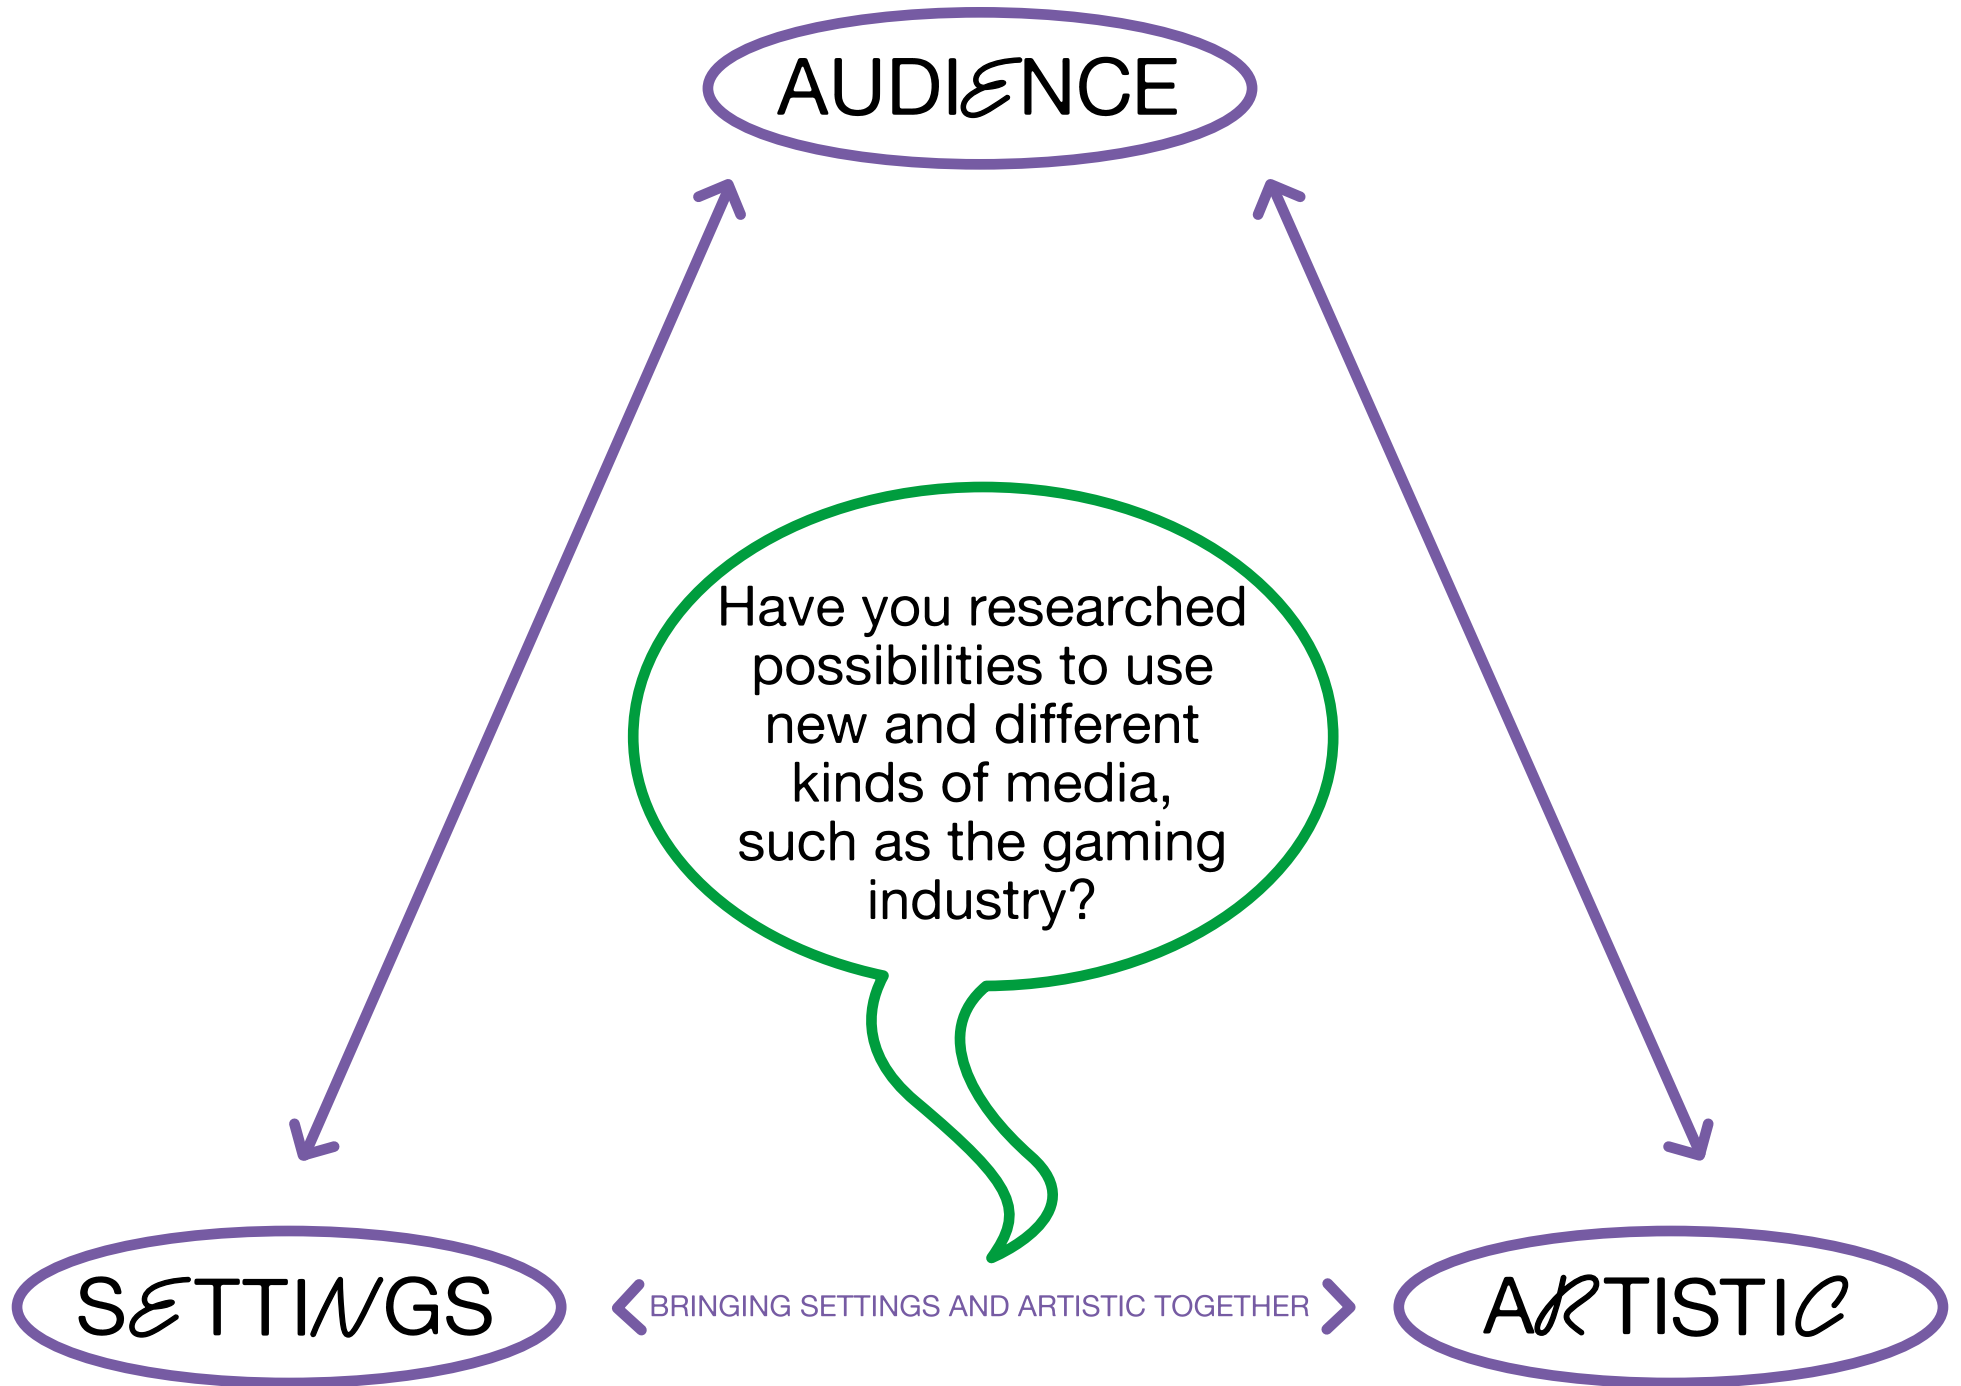 AUDIENCE
Have you researched
possibilities to use
new and different
kinds of media,
such as the gaming
industry?
SETTINGS
BRINGING SETTINGS AND ARTISTIC TOGETHER
ARTISTIC